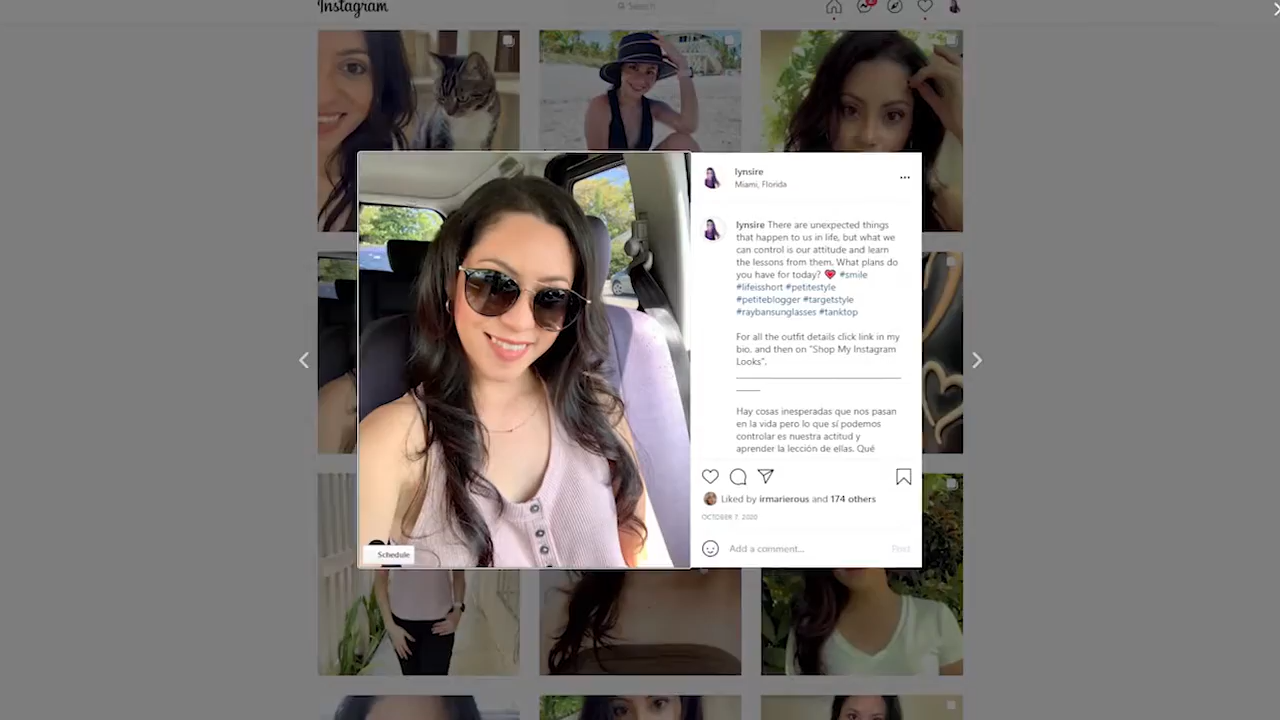 Instagram
Search
lynsire
Miami, Florida
lynsire There are unexpected things
that happen to us in life, but what we
can control is our attitude and learn
the lessons from them. What plans do
you have for today? #smile
#lifeisshort #petitestyle
#petiteblogger #targetstyle
#raybansunglasses #tanktop
For all the outfit details click link in my
bio, and then on "Shop My Instagram
Looks".
Hay cosas inesperadas que nos pasan
en la vida pero lo que sí podemos
controlar es nuestra actitud y
aprender la lección de ellas. Qué
Liked by irmarierous and 174 others
OCTOBER 7, 2020
Add a comment...
Post
Schedule